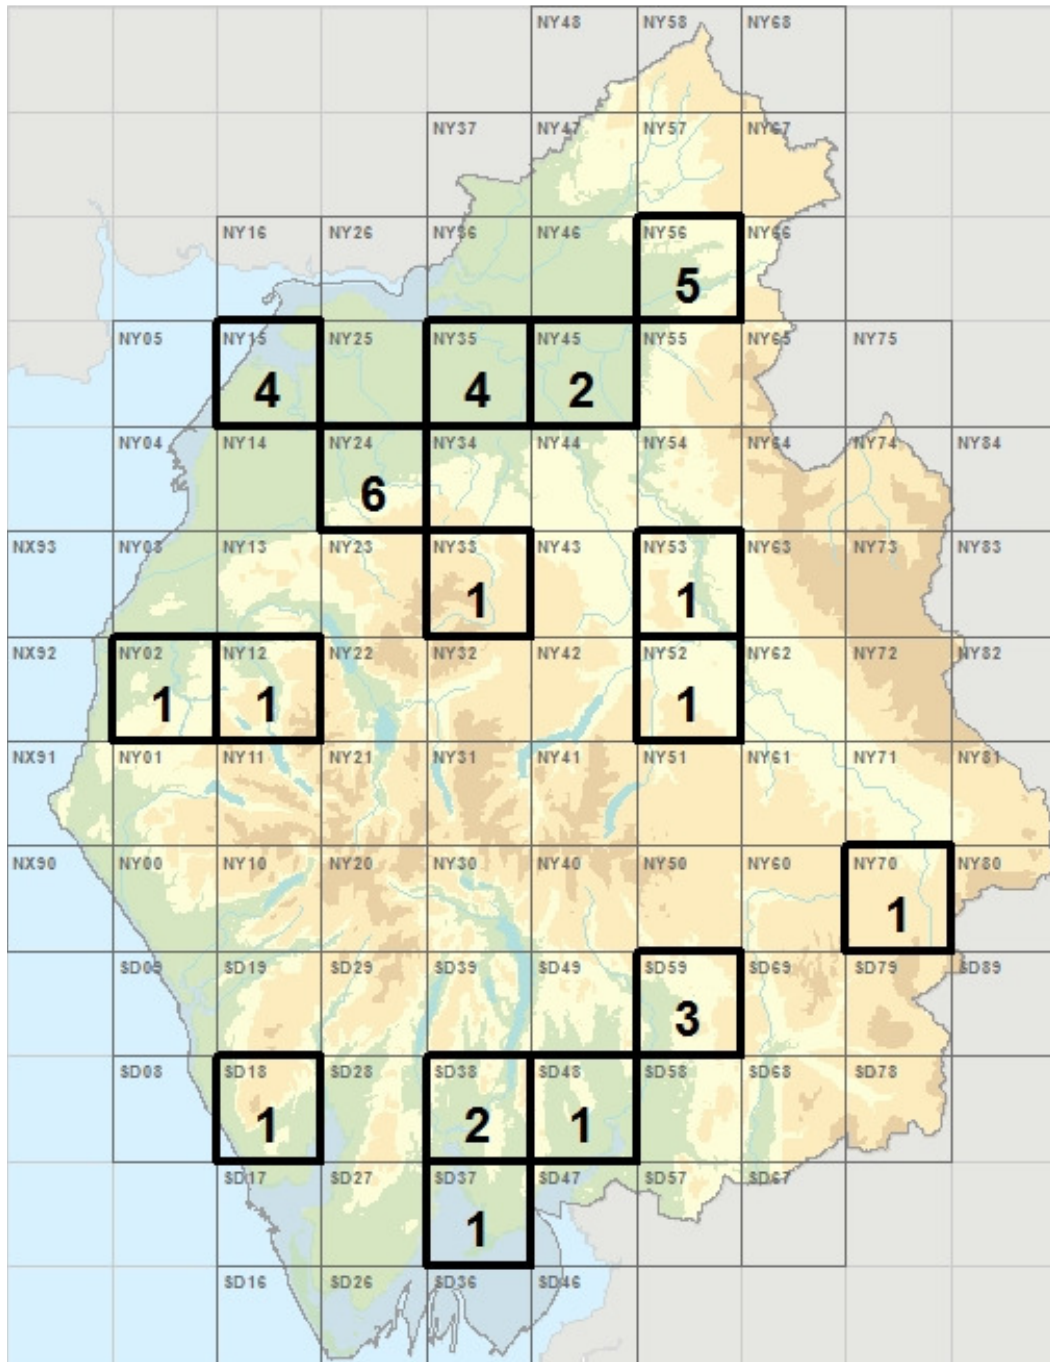 NY48 NY58 NY68
NY37 NY47 NY57 NY67
NY16 NY26 NY36 NY46 NY56 NY66
5
NY05 NY15 NY25 NY35 NY45 NY55 NY65 NY75
4 4 2
NY04 NY14 NY24 NY34 NY44 NY54 NY64 NY74 NY84
6
NX93 NY03 NY13 NY23 NY33 NY43 NY53 NY63 NY73 NY83
1 1
NX92 NY02 NY12 NY22 NY32 NY42 NY52 NY62 NY72 NY82
1 1 1
NX91 NY01 NY11 NY21 NY31 NY41 NY51 NY61 NY71 NY81
NX90 NY00 NY10 NY20 NY30 NY40 NY50 NY60 NY70 NY80
1
SD09 SD19 SD29 SD39 SD49 SD59 SD69 SD79 SD89
3
SD08 SD18 SD28 SD38 SD48 SD58 SD68 SD78
1 2 1
SD17 SD27 SD37 SD47 SD57 SD67
1
SD16 SD26 SD36 SD46